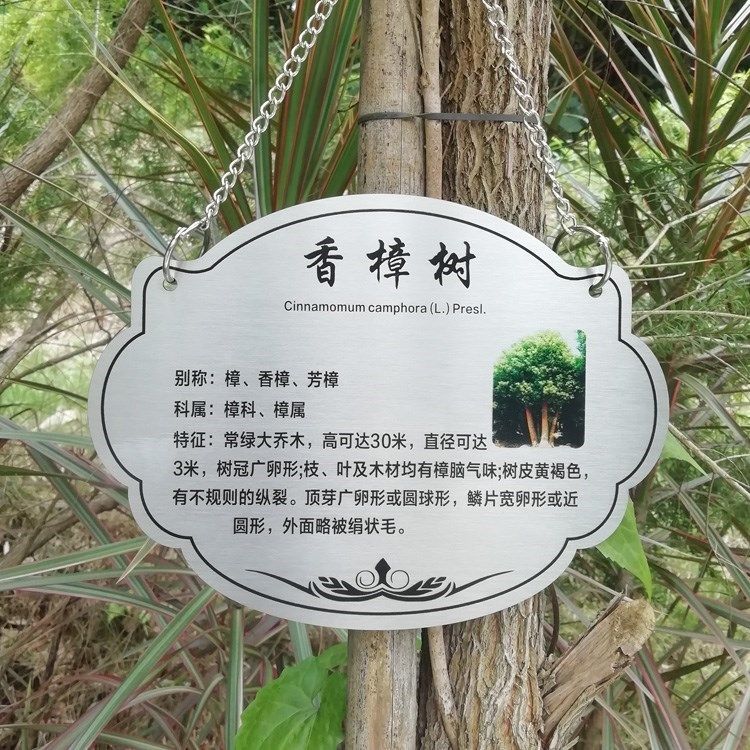 香樟树
Cinnamomum camphora (L.) Presl.
别称：樟、香樟、芳樟
科属：樟科、樟属
特征：常绿大乔木，高可达30米，直径可达
3米，树冠广卵形;枝、叶及木材均有樟脑气味;树皮黄褐色，
有不规则的纵裂。顶芽广卵形或圆球形，鳞片宽卵形或近
圆形，外面略被绢状毛。